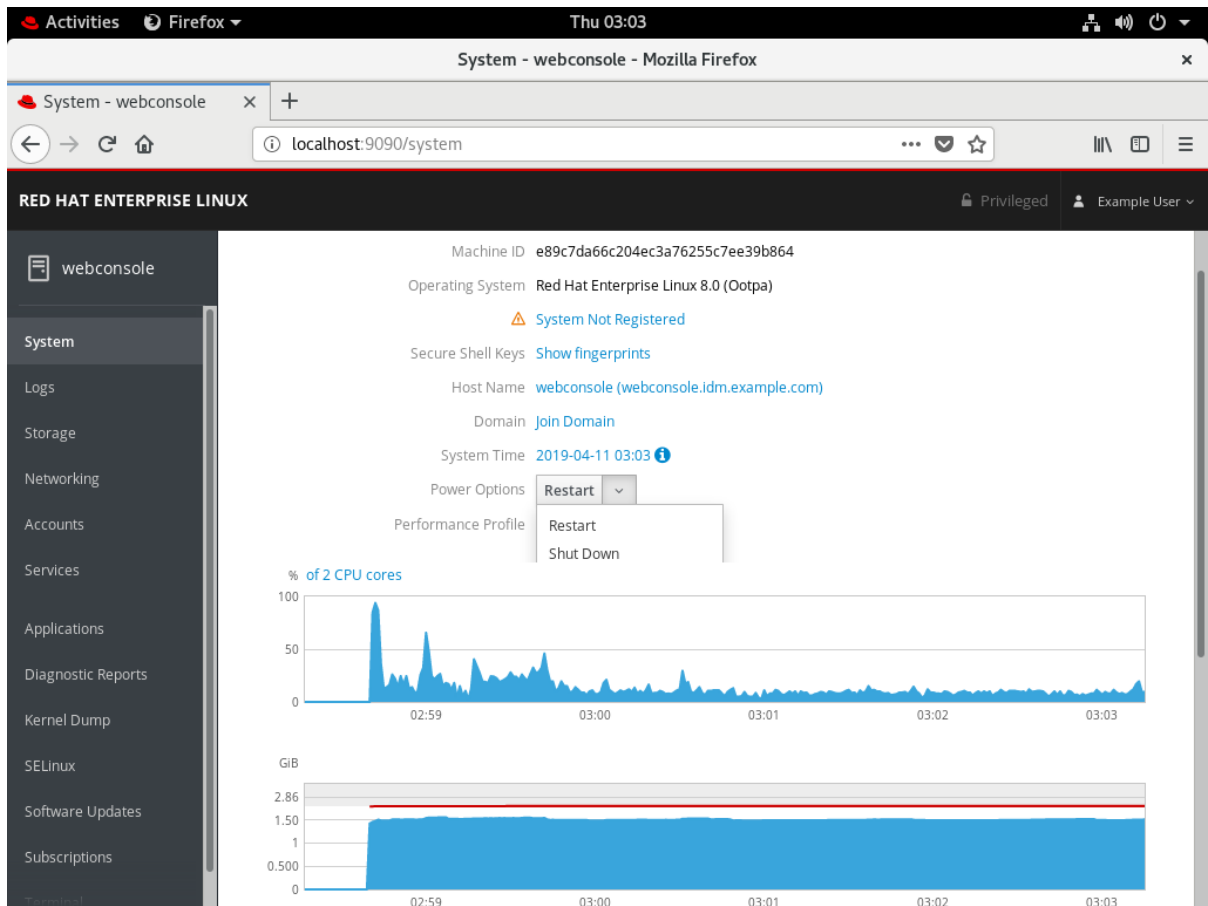 Activities Firefox Thu 03:03
System - webconsole - Mozilla Firefox
System - webconsole
localhost:9090/system
RED HAT ENTERPRISE LINUX Privileged Example User
webconsole
System
Logs
Storage
Networking
Accounts
Services
Applications
Diagnostic Reports
Kernel Dump
SELinux
Software Updates
Subscriptions
Terminal
Machine ID e89c7da66c204ec3a76255c7ee39b864
Operating System Red Hat Enterprise Linux 8.0 (Ootpa)
System Not Registered
Secure Shell Keys Show fingerprints
Host Name webconsole (webconsole.idm.example.com)
Domain Join Domain
System Time 2019-04-11 03:03
Power Options Restart
Performance Profile Restart
Shut Down
% of 2 CPU cores
100
50
0
02:59 03:00 03:01 03:02 03:03
GiB
2.86
1.50
1
0.500
0
02:59 03:00 03:01 03:02 03:03